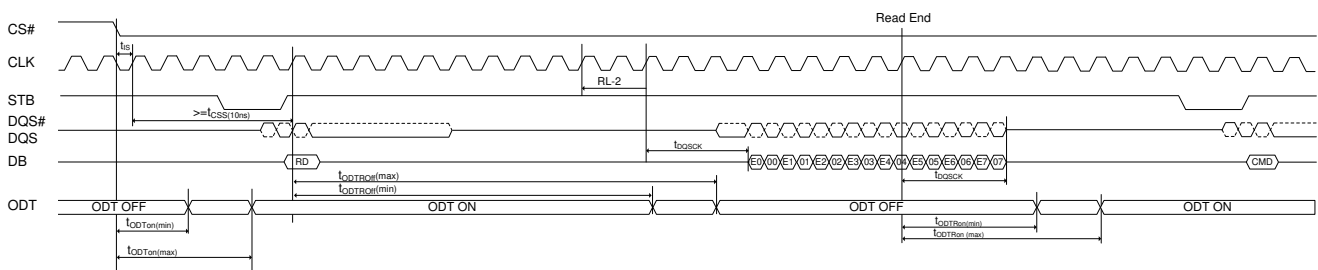 Read End
CS#
tIS
CLK
RL-2
STB
>=tCSS(10ns)
DQS#
DQS
tDQSCK
DB
RD
E0 00 E1 01 E2 02 E3 03 E4 04 E5 05 E6 06 E7 07
CMD
tODTROff(max)
tDQSCK
tODTROff(min)
ODT
ODT OFF
ODT ON
ODT OFF
ODT ON
tODTon(min)
tODTRon(min)
tODTRon (max)
tODTon(max)